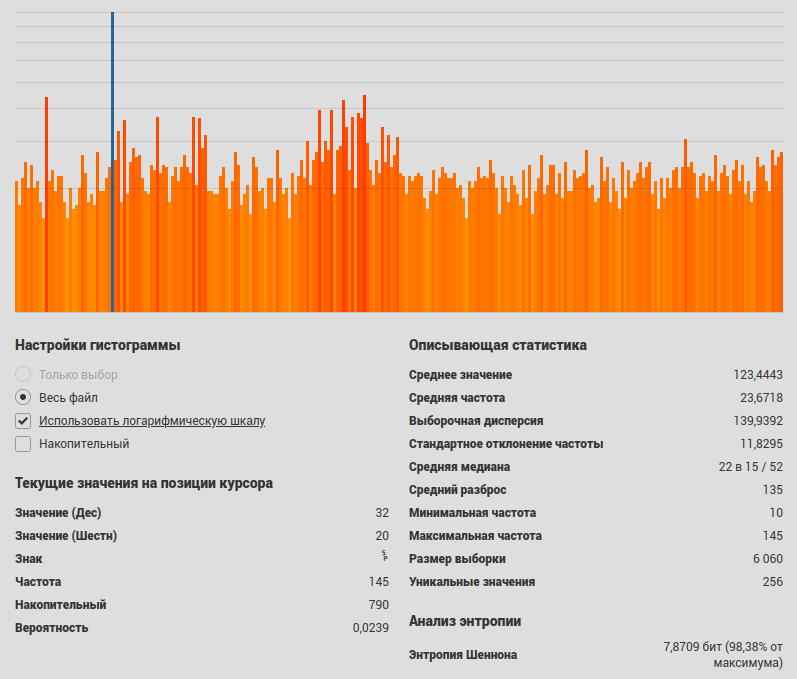 Настройки гистограммы
Только выбор
Весь файл
Использовать логарифмическую шкалу
Накопительный
Текущие значения на позиции курсора
Значение (Дес) 32
Значение (Шестн) 20
Знак ␠
Частота 145
Накопительный 790
Вероятность 0,0239
Описывающая статистика
Среднее значение 123,4443
Средняя частота 23,6718
Выборочная дисперсия 139,9392
Стандартное отклонение частоты 11,8295
Средняя медиана 22 в 15 / 52
Средний разброс 135
Минимальная частота 10
Максимальная частота 145
Размер выборки 6 060
Уникальные значения 256
Анализ энтропии
Энтропия Шеннона 7,8709 бит (98,38% от
максимума)